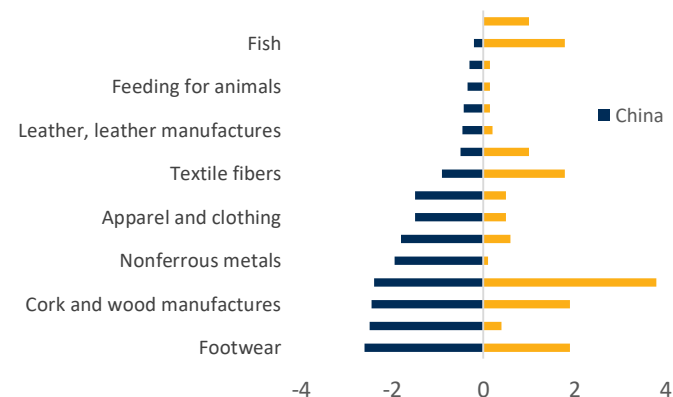 Fish
Feeding for animals
China
Leather, leather manufactures
Textile fibers
Apparel and clothing
Nonferrous metals
Cork and wood manufactures
Footwear
-4 -2 0 2 4